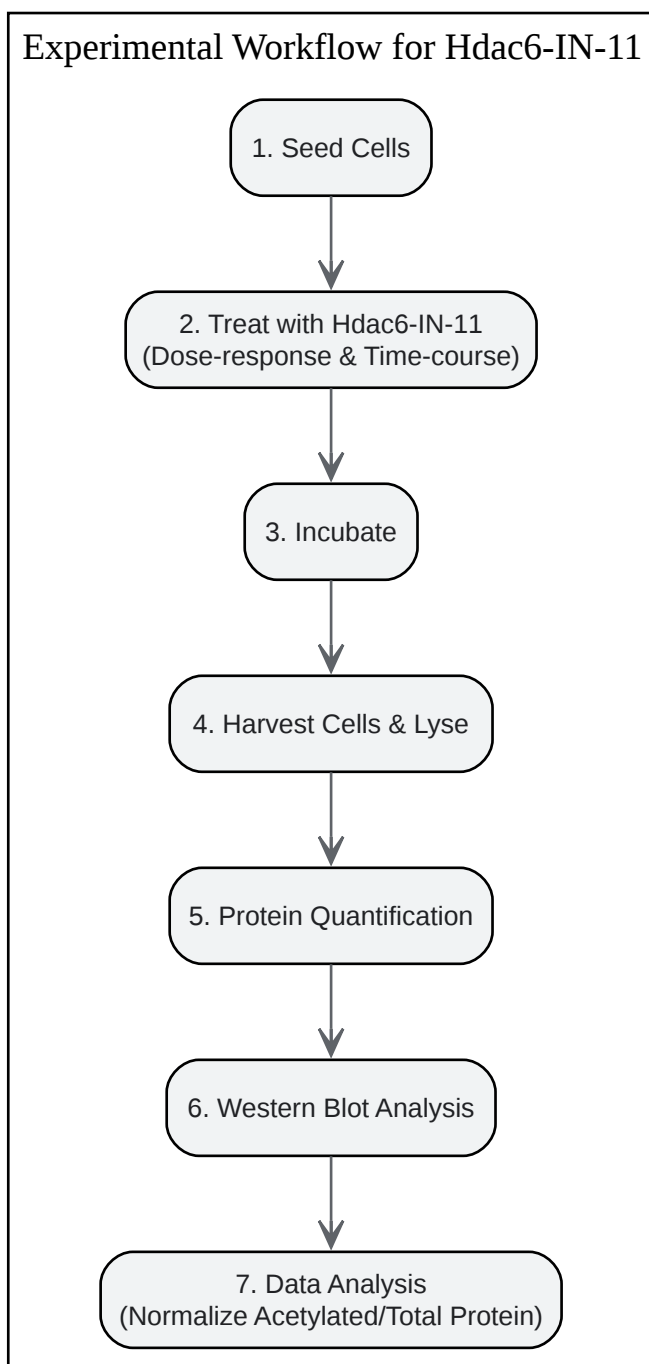 Experimental Workflow for Hdac6-IN-11
1. Seed Cells
2. Treat with Hdac6-IN-11
(Dose-response & Time-course)
3. Incubate
4. Harvest Cells & Lyse
5. Protein Quantification
6. Western Blot Analysis
7. Data Analysis
(Normalize Acetylated/Total Protein)